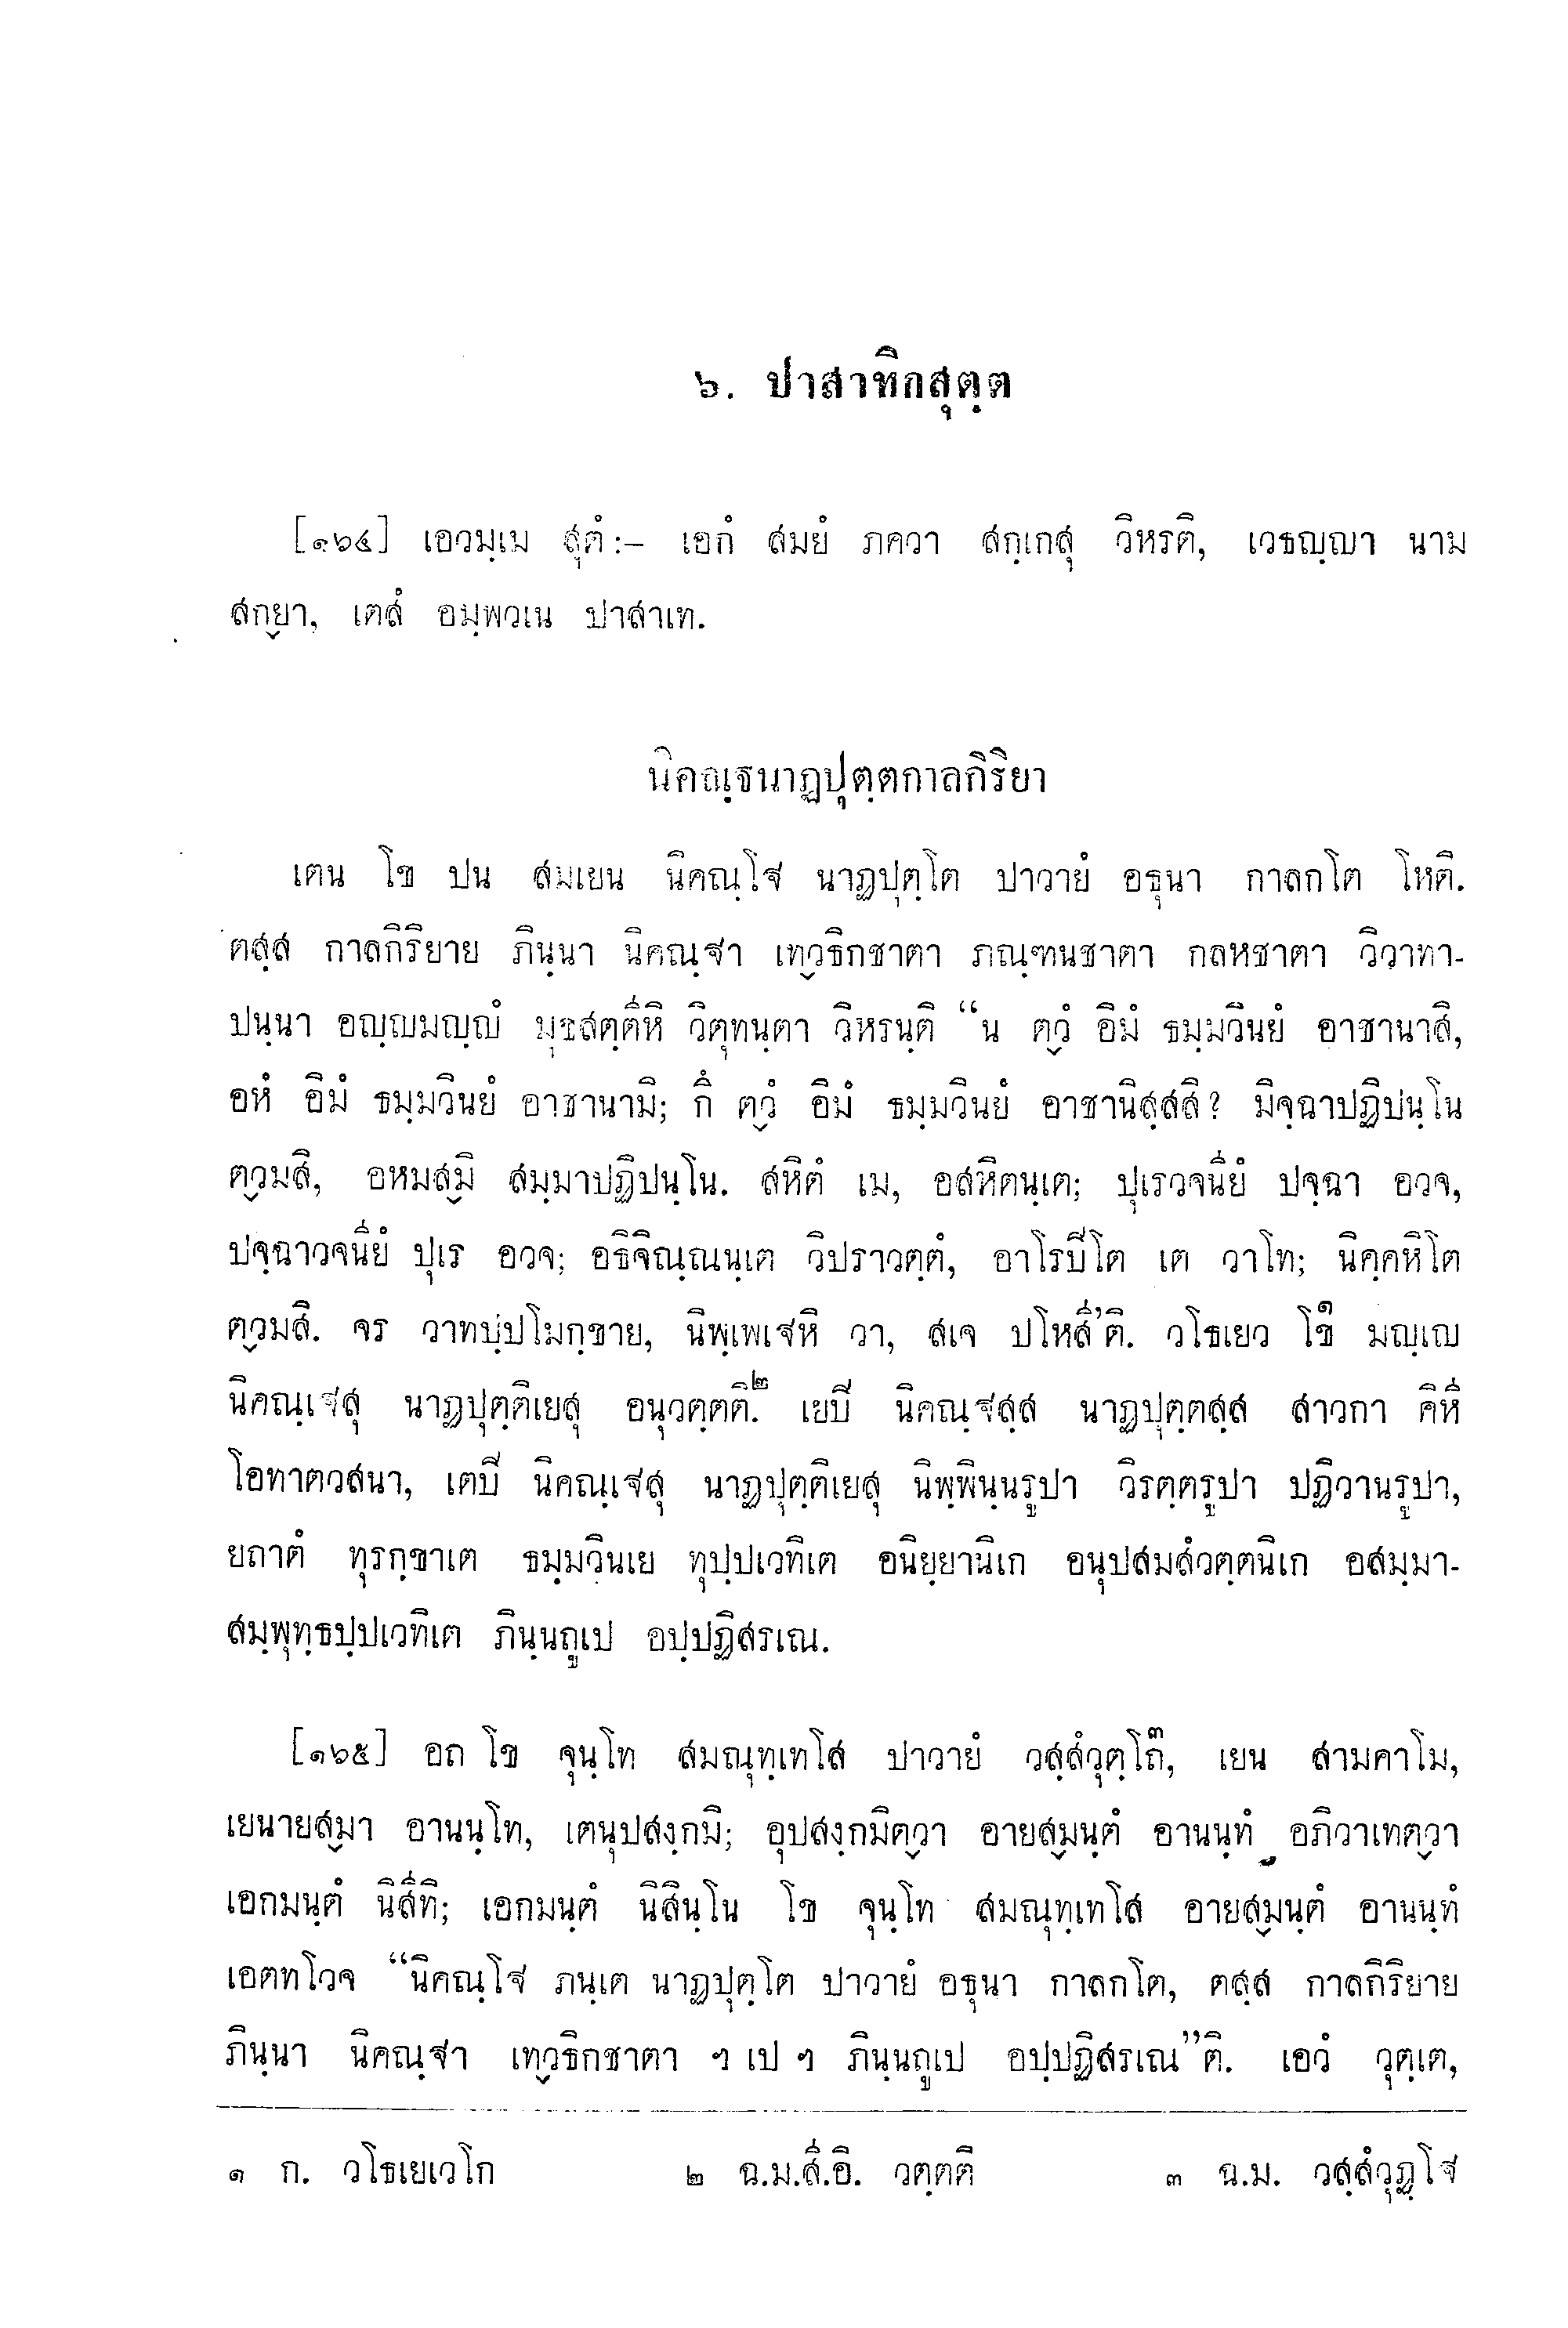 ๖. ปาสาทิกสุตฺต
[๑๖๔] เอวมฺเม สุตํ :– เอกํ สมยํ ภควา สกฺเกสุ วิหรติ, เวธญฺญา นาม
สกฺยา, เตสํ อมฺพวเน ปาสาเท.
นิคณฺฐนาฏปุตฺตกาลกิริยา
เตน โข ปน สมเยน นิคณฺโฐ นาฏปุตฺโต ปาวายํ อธุนา กาลกโต โหติ.
ตสฺส กาลกิริยาย ภินฺนา นิคณฺฐา เทฺวธิกชาตา ภณฺฑนชาตา กลหชาตา วิวาทา-
ปนฺนา อญฺญมญฺญํ มุขสตฺตีหิ วิตุทนฺตา วิหรนฺติ “น ตฺวํ อิมํ ธมฺมวินยํ อาชานาสิ,
อหํ อิมํ ธมฺมวินยํ อาชานามิ; กึ ตฺวํ อิมํ ธมฺมวินยํ อาชานิสฺสสิ? มิจฺฉาปฏิปนฺโน
ตฺวมสิ, อหมสฺมิ สมฺมาปฏิปนฺโน. สหิตํ เม, อสหิตนฺเต; ปุเรวจนียํ ปจฺฉา อวจ,
ปจฺฉาวจนียํ ปุเร อวจ; อธิจิณฺณนฺเต วิปราวตฺตํ, อาโรปิโต เต วาโท; นิคฺคหิโต
ตฺวมสิ. จร วาทปฺปโมกฺขาย, นิพฺเพเฐหิ วา, สเจ ปโหสี’ติ. วโธเยว โข๑ มญฺเญ
นิคณฺเฐสุ นาฏปุตฺติเยสุ อนุวตฺตติ.๒ เยปิ นิคณฺฐสฺส นาฏปุตฺตสฺส สาวกา คิหี
โอทาตวสนา, เตปิ นิคณฺเฐสุ นาฏปุตฺติเยสุ นิพฺพินฺนรูปา วิรตฺตรูปา ปฏิวานรูปา,
ยถาตํ ทุรกฺขาเต ธมฺมวินเย ทุปฺปเวทิเต อนิยฺยานิเก อนุปสมสํวตฺตนิเก อสมฺมา-
สมฺพุทฺธปฺปเวทิเต ภินฺนถูเป อปฺปฏิสรเณ.
[๑๖๕] อถ โข จุนฺโท สมณุทฺเทโส ปาวายํ วสฺสํวุตฺโถ๓, เยน สามคาโม,
เยนายสฺมา อานนฺโท, เตนุปสงฺกมิ; อุปสงฺกมิตฺวา อายสฺมนฺตํ อานนฺทํ อภิวาเทตฺวา
เอกมนฺตํ นิสีทิ; เอกมนฺตํ นิสินฺโน โข จุนฺโท สมณุทฺเทโส อายสฺมนฺตํ อานนฺทํ
เอตทโวจ “นิคณฺโฐ ภนฺเต นาฏปุตฺโต ปาวายํ อธุนา กาลกโต, ตสฺส กาลกิริยาย
ภินฺนา นิคณฺฐา เทฺวธิกชาตา ฯ เป ฯ ภินฺนถูเป อปฺปฏิสรเณ”ติ. เอวํ วุตฺเต,
๑ ก. วโธเยเวโก ๒ ฉ.ม.สี.อิ. วตฺตติ ๓ ฉ.ม. วสฺสํวุฏฺโฐ